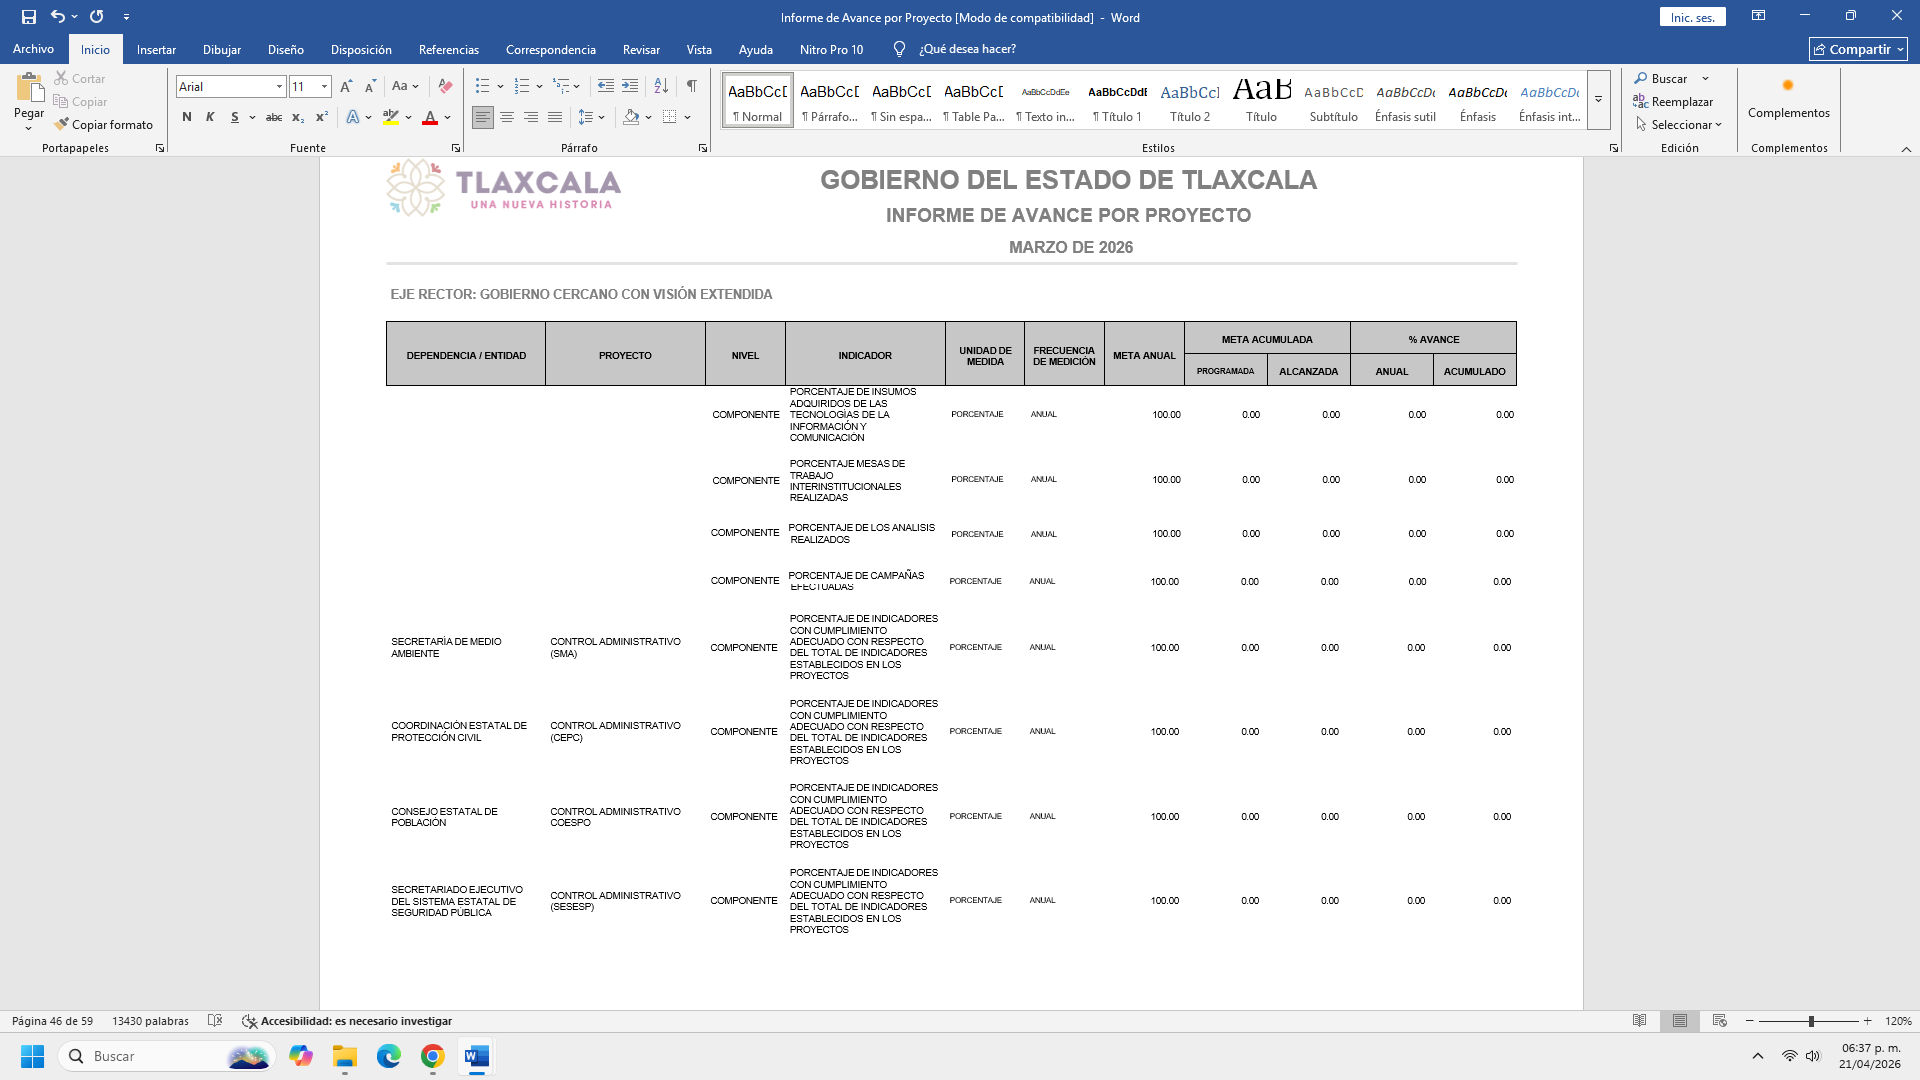 Informe de Avance por Proyecto [Modo de compatibilidad] - Word
Inic. ses.
Archivo Inicio Insertar Dibujar Diseño Disposición Referencias Correspondencia Revisar Vista Ayuda Nitro Pro 10 ¿Qué desea hacer? Compartir
Pegar
Cortar
Copiar
Copiar formato
Portapapeles
Arial 11
Fuente
Párrafo
AaBbCcI AaBbCcI AaBbCcI AaBbCcI AaBbCcDdEe AaBbCcDdE AaBbCcI AaB AaBbCcD AaBbCcDc AaBbCcDc AaBbCcDc
¶ Normal ¶ Párrafo... ¶ Sin espa... ¶ Table Pa... ¶ Texto in... ¶ Título 1 Título 2 Título Subtítulo Énfasis sutil Énfasis Énfasis int...
Estilos
Buscar
Reemplazar
Seleccionar
Edición
Complementos
Complementos
TLAXCALA
UNA NUEVA HISTORIA
GOBIERNO DEL ESTADO DE TLAXCALA
INFORME DE AVANCE POR PROYECTO
MARZO DE 2026
EJE RECTOR: GOBIERNO CERCANO CON VISIÓN EXTENDIDA
DEPENDENCIA / ENTIDAD PROYECTO NIVEL INDICADOR UNIDAD DE MEDIDA FRECUENCIA DE MEDICIÓN META ANUAL META ACUMULADA % AVANCE
PROGRAMADA ALCANZADA ANUAL ACUMULADO
COMPONENTE PORCENTAJE DE INSUMOS ADQUIRIDOS DE LAS TECNOLOGÍAS DE LA INFORMACIÓN Y COMUNICACIÓN PORCENTAJE ANUAL 100.00 0.00 0.00 0.00 0.00
COMPONENTE PORCENTAJE MESAS DE TRABAJO INTERINSTITUCIONALES REALIZADAS PORCENTAJE ANUAL 100.00 0.00 0.00 0.00 0.00
COMPONENTE PORCENTAJE DE LOS ANALISIS REALIZADOS PORCENTAJE ANUAL 100.00 0.00 0.00 0.00 0.00
COMPONENTE PORCENTAJE DE CAMPAÑAS EFECTUADAS PORCENTAJE ANUAL 100.00 0.00 0.00 0.00 0.00
SECRETARÍA DE MEDIO AMBIENTE CONTROL ADMINISTRATIVO (SMA) COMPONENTE PORCENTAJE DE INDICADORES CON CUMPLIMIENTO ADECUADO CON RESPECTO DEL TOTAL DE INDICADORES ESTABLECIDOS EN LOS PROYECTOS PORCENTAJE ANUAL 100.00 0.00 0.00 0.00 0.00
COORDINACIÓN ESTATAL DE PROTECCIÓN CIVIL CONTROL ADMINISTRATIVO (CEPC) COMPONENTE PORCENTAJE DE INDICADORES CON CUMPLIMIENTO ADECUADO CON RESPECTO DEL TOTAL DE INDICADORES ESTABLECIDOS EN LOS PROYECTOS PORCENTAJE ANUAL 100.00 0.00 0.00 0.00 0.00
CONSEJO ESTATAL DE POBLACIÓN CONTROL ADMINISTRATIVO COESPO COMPONENTE PORCENTAJE DE INDICADORES CON CUMPLIMIENTO ADECUADO CON RESPECTO DEL TOTAL DE INDICADORES ESTABLECIDOS EN LOS PROYECTOS PORCENTAJE ANUAL 100.00 0.00 0.00 0.00 0.00
SECRETARIADO EJECUTIVO DEL SISTEMA ESTATAL DE SEGURIDAD PÚBLICA CONTROL ADMINISTRATIVO (SESESP) COMPONENTE PORCENTAJE DE INDICADORES CON CUMPLIMIENTO ADECUADO CON RESPECTO DEL TOTAL DE INDICADORES ESTABLECIDOS EN LOS PROYECTOS PORCENTAJE ANUAL 100.00 0.00 0.00 0.00 0.00
Página 46 de 59 13430 palabras Accesibilidad: es necesario investigar 120%
Buscar
06:37 p. m.
21/04/2026